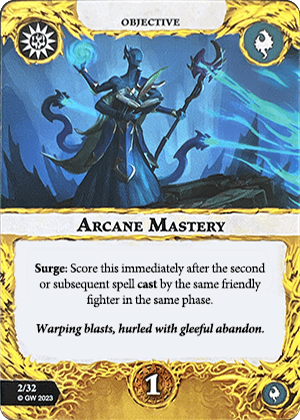 OBJECTIVE
ARCANE MASTERY
Surge: Score this immediately after the second
or subsequent spell cast by the same friendly
fighter in the same phase.
Warping blasts, hurled with gleeful abandon.
2/32
© GW 2023
1